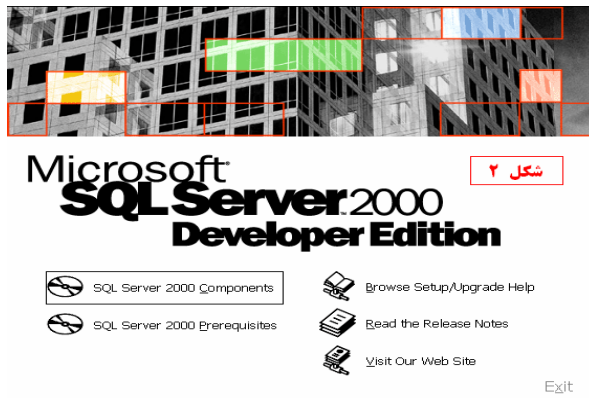 Microsoft®
شکل ۲
SQL Server™ 2000
Developer Edition
SQL Server 2000 Components
SQL Server 2000 Prerequisites
Browse Setup/Upgrade Help
Read the Release Notes
Visit Our Web Site
Exit